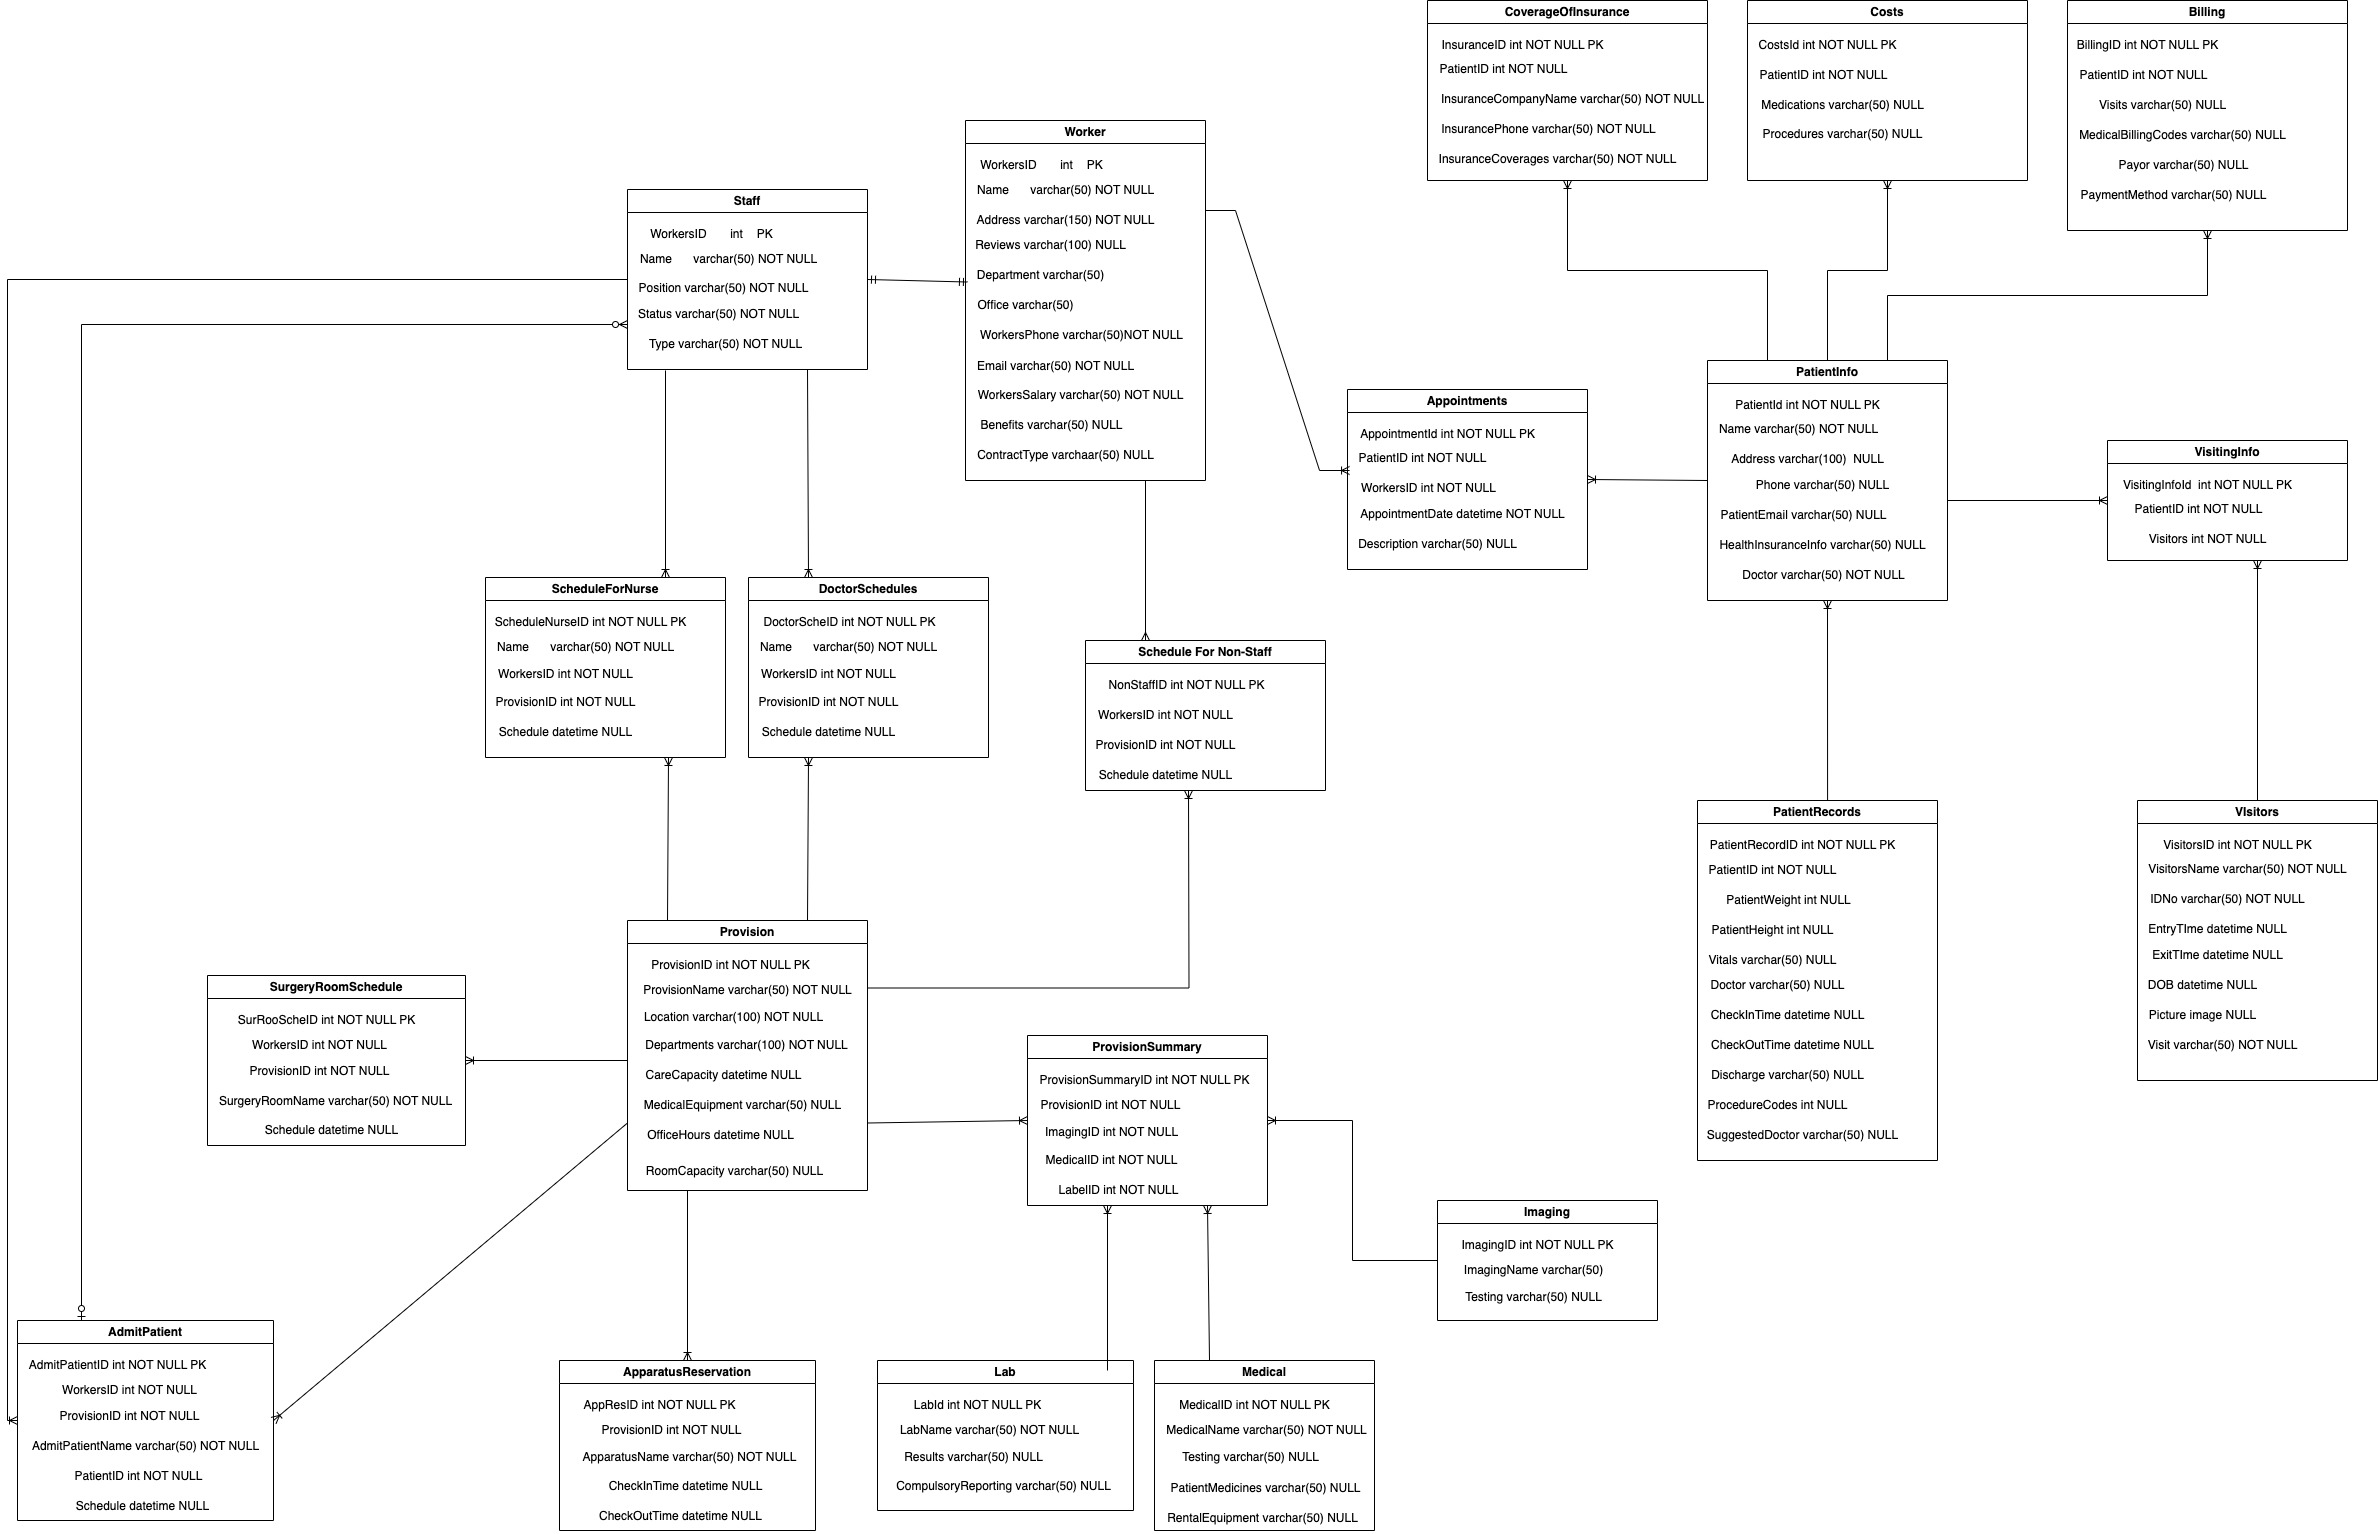 CoverageOfInsurance
InsuranceID int NOT NULL PK
PatientID int NOT NULL
InsuranceCompanyName varchar(50) NOT NULL
InsurancePhone varchar(50) NOT NULL
InsuranceCoverages varchar(50) NOT NULL
Costs
CostsId int NOT NULL PK
PatientID int NOT NULL
Medications varchar(50) NULL
Procedures varchar(50) NULL
Billing
BillingID int NOT NULL PK
PatientID int NOT NULL
Visits varchar(50) NULL
MedicalBillingCodes varchar(50) NULL
Payor varchar(50) NULL
PaymentMethod varchar(50) NULL
Worker
WorkersID int PK
Name varchar(50) NOT NULL
Address varchar(150) NOT NULL
Reviews varchar(100) NULL
Department varchar(50)
Office varchar(50)
WorkersPhone varchar(50)NOT NULL
Email varchar(50) NOT NULL
WorkersSalary varchar(50) NOT NULL
Benefits varchar(50) NULL
ContractType varchaar(50) NULL
Staff
WorkersID int PK
Name varchar(50) NOT NULL
Position varchar(50) NOT NULL
Status varchar(50) NOT NULL
Type varchar(50) NOT NULL
Appointments
AppointmentId int NOT NULL PK
PatientID int NOT NULL
WorkersID int NOT NULL
AppointmentDate datetime NOT NULL
Description varchar(50) NULL
PatientInfo
PatientId int NOT NULL PK
Name varchar(50) NOT NULL
Address varchar(100) NULL
Phone varchar(50) NULL
PatientEmail varchar(50) NULL
HealthInsuranceInfo varchar(50) NULL
Doctor varchar(50) NOT NULL
VisitingInfo
VisitingInfoId int NOT NULL PK
PatientID int NOT NULL
Visitors int NOT NULL
ScheduleForNurse
ScheduleNurseID int NOT NULL PK
Name varchar(50) NOT NULL
WorkersID int NOT NULL
ProvisionID int NOT NULL
Schedule datetime NULL
DoctorSchedules
DoctorScheID int NOT NULL PK
Name varchar(50) NOT NULL
WorkersID int NOT NULL
ProvisionID int NOT NULL
Schedule datetime NULL
Schedule For Non-Staff
NonStaffID int NOT NULL PK
WorkersID int NOT NULL
ProvisionID int NOT NULL
Schedule datetime NULL
PatientRecords
PatientRecordID int NOT NULL PK
PatientID int NOT NULL
PatientWeight int NULL
PatientHeight int NULL
Vitals varchar(50) NULL
Doctor varchar(50) NULL
CheckInTime datetime NULL
CheckOutTime datetime NULL
Discharge varchar(50) NULL
ProcedureCodes int NULL
SuggestedDoctor varchar(50) NULL
VIsitors
VisitorsID int NOT NULL PK
VisitorsName varchar(50) NOT NULL
IDNo varchar(50) NOT NULL
EntryTIme datetime NULL
ExitTIme datetime NULL
DOB datetime NULL
Picture image NULL
Visit varchar(50) NOT NULL
Provision
ProvisionID int NOT NULL PK
ProvisionName varchar(50) NOT NULL
Location varchar(100) NOT NULL
Departments varchar(100) NOT NULL
CareCapacity datetime NULL
MedicalEquipment varchar(50) NULL
OfficeHours datetime NULL
RoomCapacity varchar(50) NULL
SurgeryRoomSchedule
SurRooScheID int NOT NULL PK
WorkersID int NOT NULL
ProvisionID int NOT NULL
SurgeryRoomName varchar(50) NOT NULL
Schedule datetime NULL
ProvisionSummary
ProvisionSummaryID int NOT NULL PK
ProvisionID int NOT NULL
ImagingID int NOT NULL
MedicalID int NOT NULL
LabelID int NOT NULL
Imaging
ImagingID int NOT NULL PK
ImagingName varchar(50)
Testing varchar(50) NULL
AdmitPatient
AdmitPatientID int NOT NULL PK
WorkersID int NOT NULL
ProvisionID int NOT NULL
AdmitPatientName varchar(50) NOT NULL
PatientID int NOT NULL
Schedule datetime NULL
ApparatusReservation
AppResID int NOT NULL PK
ProvisionID int NOT NULL
ApparatusName varchar(50) NOT NULL
CheckInTime datetime NULL
CheckOutTime datetime NULL
Lab
LabId int NOT NULL PK
LabName varchar(50) NOT NULL
Results varchar(50) NULL
CompulsoryReporting varchar(50) NULL
Medical
MedicalID int NOT NULL PK
MedicalName varchar(50) NOT NULL
Testing varchar(50) NULL
PatientMedicines varchar(50) NULL
RentalEquipment varchar(50) NULL